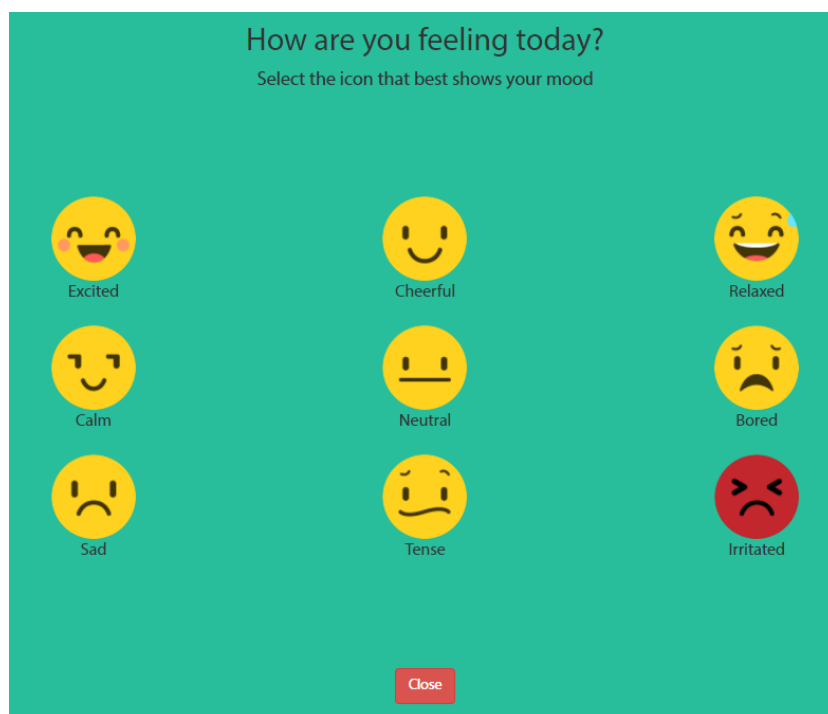 How are you feeling today?
Select the icon that best shows your mood
Excited
Cheerful
Relaxed
Calm
Neutral
Bored
Sad
Tense
Irritated
Close